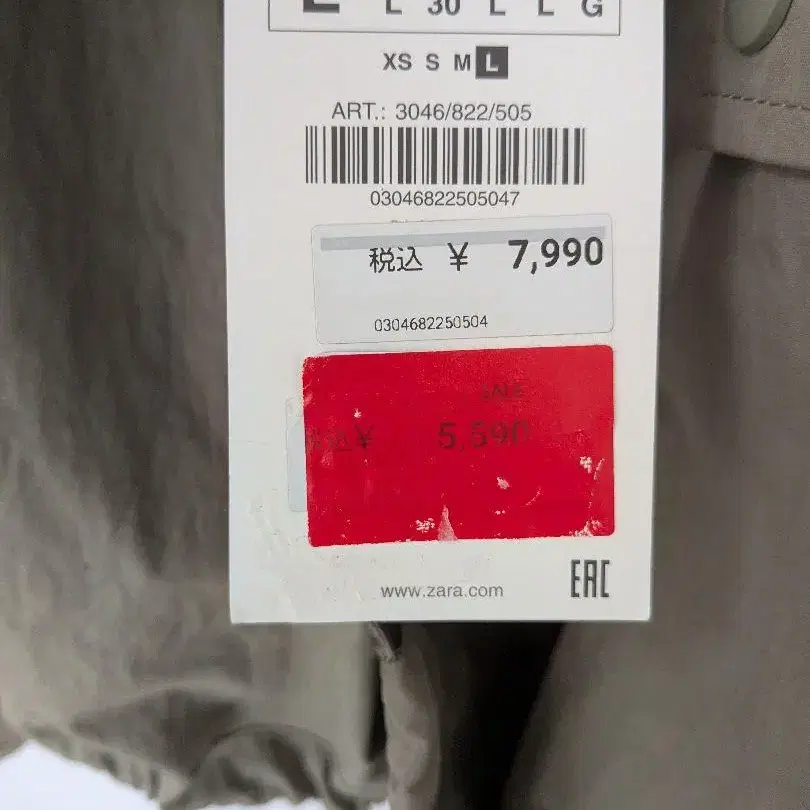 L L 30 L L G
XS S M L
ART.: 3046/822/505
03046822505047
税込 ¥ 7,990
0304682250504
SALE
税込¥ 5,590
www.zara.com
EAC